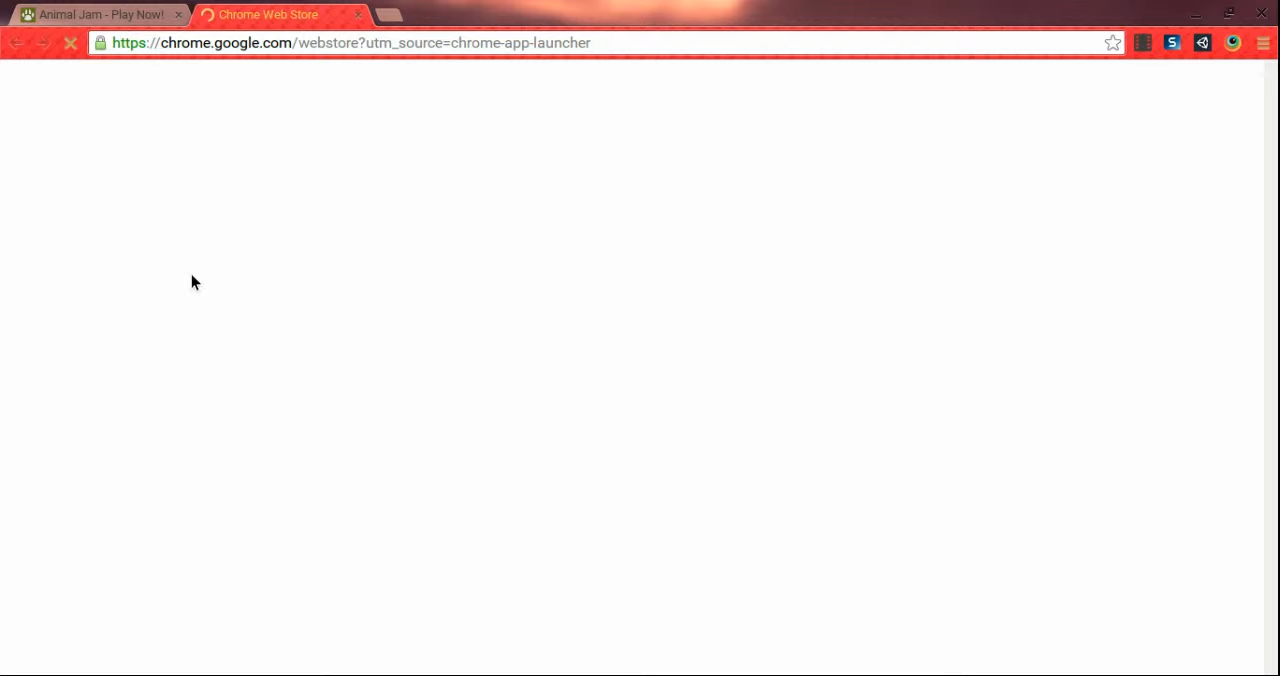 Animal Jam - Play Now!
Chrome Web Store
https://chrome.google.com/webstore?utm_source=chrome-app-launcher
S